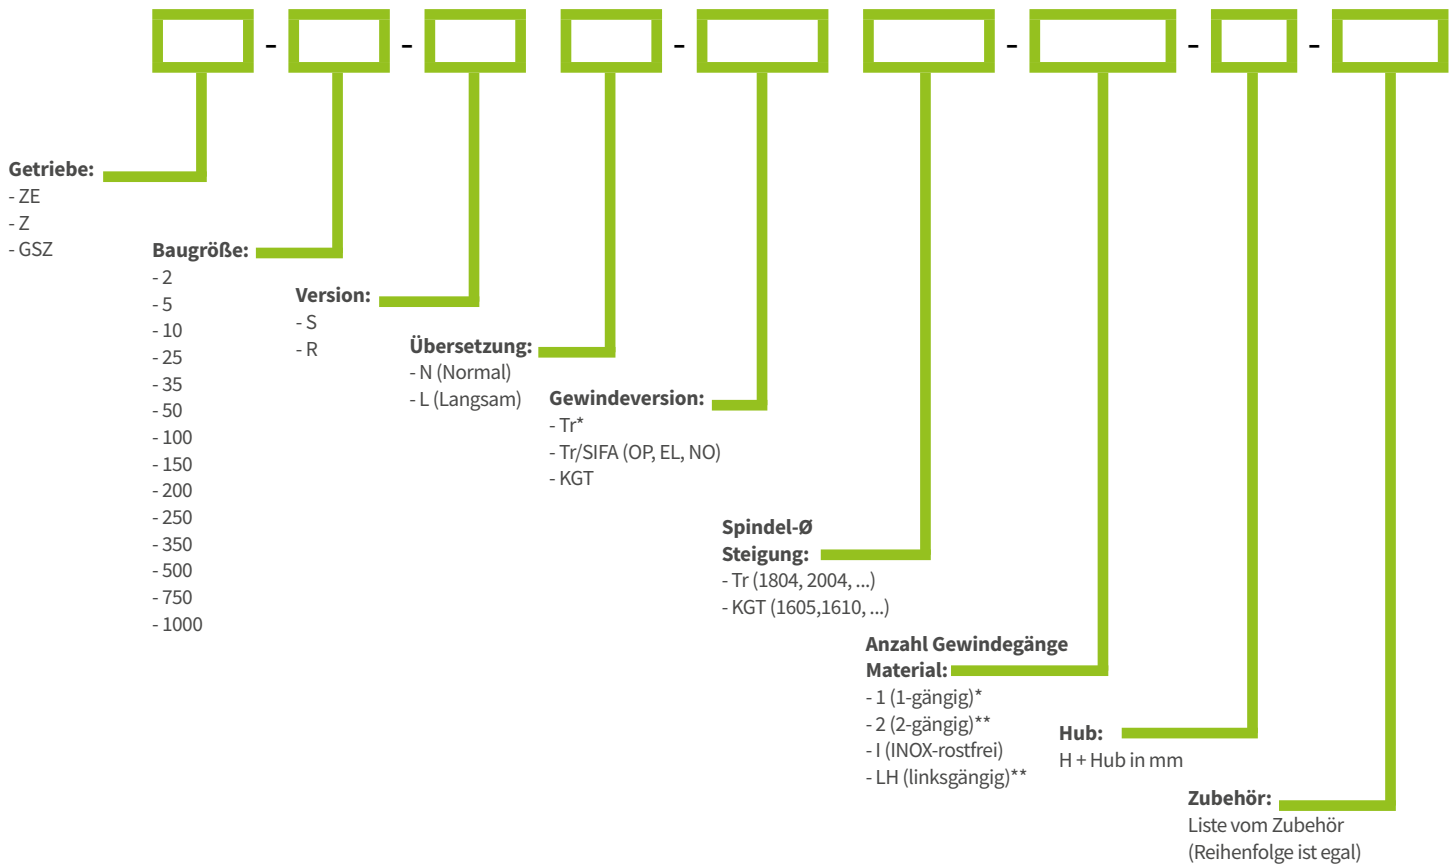 - - - - - -
Getriebe:
- ZE
- Z
- GSZ
Baugröße:
- 2
- 5
- 10
- 25
- 35
- 50
- 100
- 150
- 200
- 250
- 350
- 500
- 750
- 1000
Version:
- S
- R
Übersetzung:
- N (Normal)
- L (Langsam)
Gewindeversion:
- Tr*
- Tr/SIFA (OP, EL, NO)
- KGT
Spindel-Ø
Steigung:
- Tr (1804, 2004, ...)
- KGT (1605,1610, ...)
Anzahl Gewindegänge
Material:
- 1 (1-gängig)*
- 2 (2-gängig)**
- I (INOX-rostfrei)
- LH (linksgängig)**
Hub:
H + Hub in mm
Zubehör:
Liste vom Zubehör
(Reihenfolge ist egal)